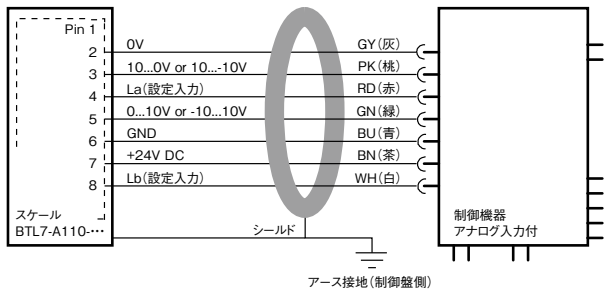 Pin 1
2 0V GY(灰)
3 10...0V or 10...-10V PK(桃)
4 La(設定入力) RD(赤)
5 0...10V or -10...10V GN(緑)
6 GND BU(青)
7 +24V DC BN(茶)
8 Lb(設定入力) WH(白)
スケール
BTL7-A110-…
シールド
制御機器
アナログ入力付
アース接地(制御盤側)